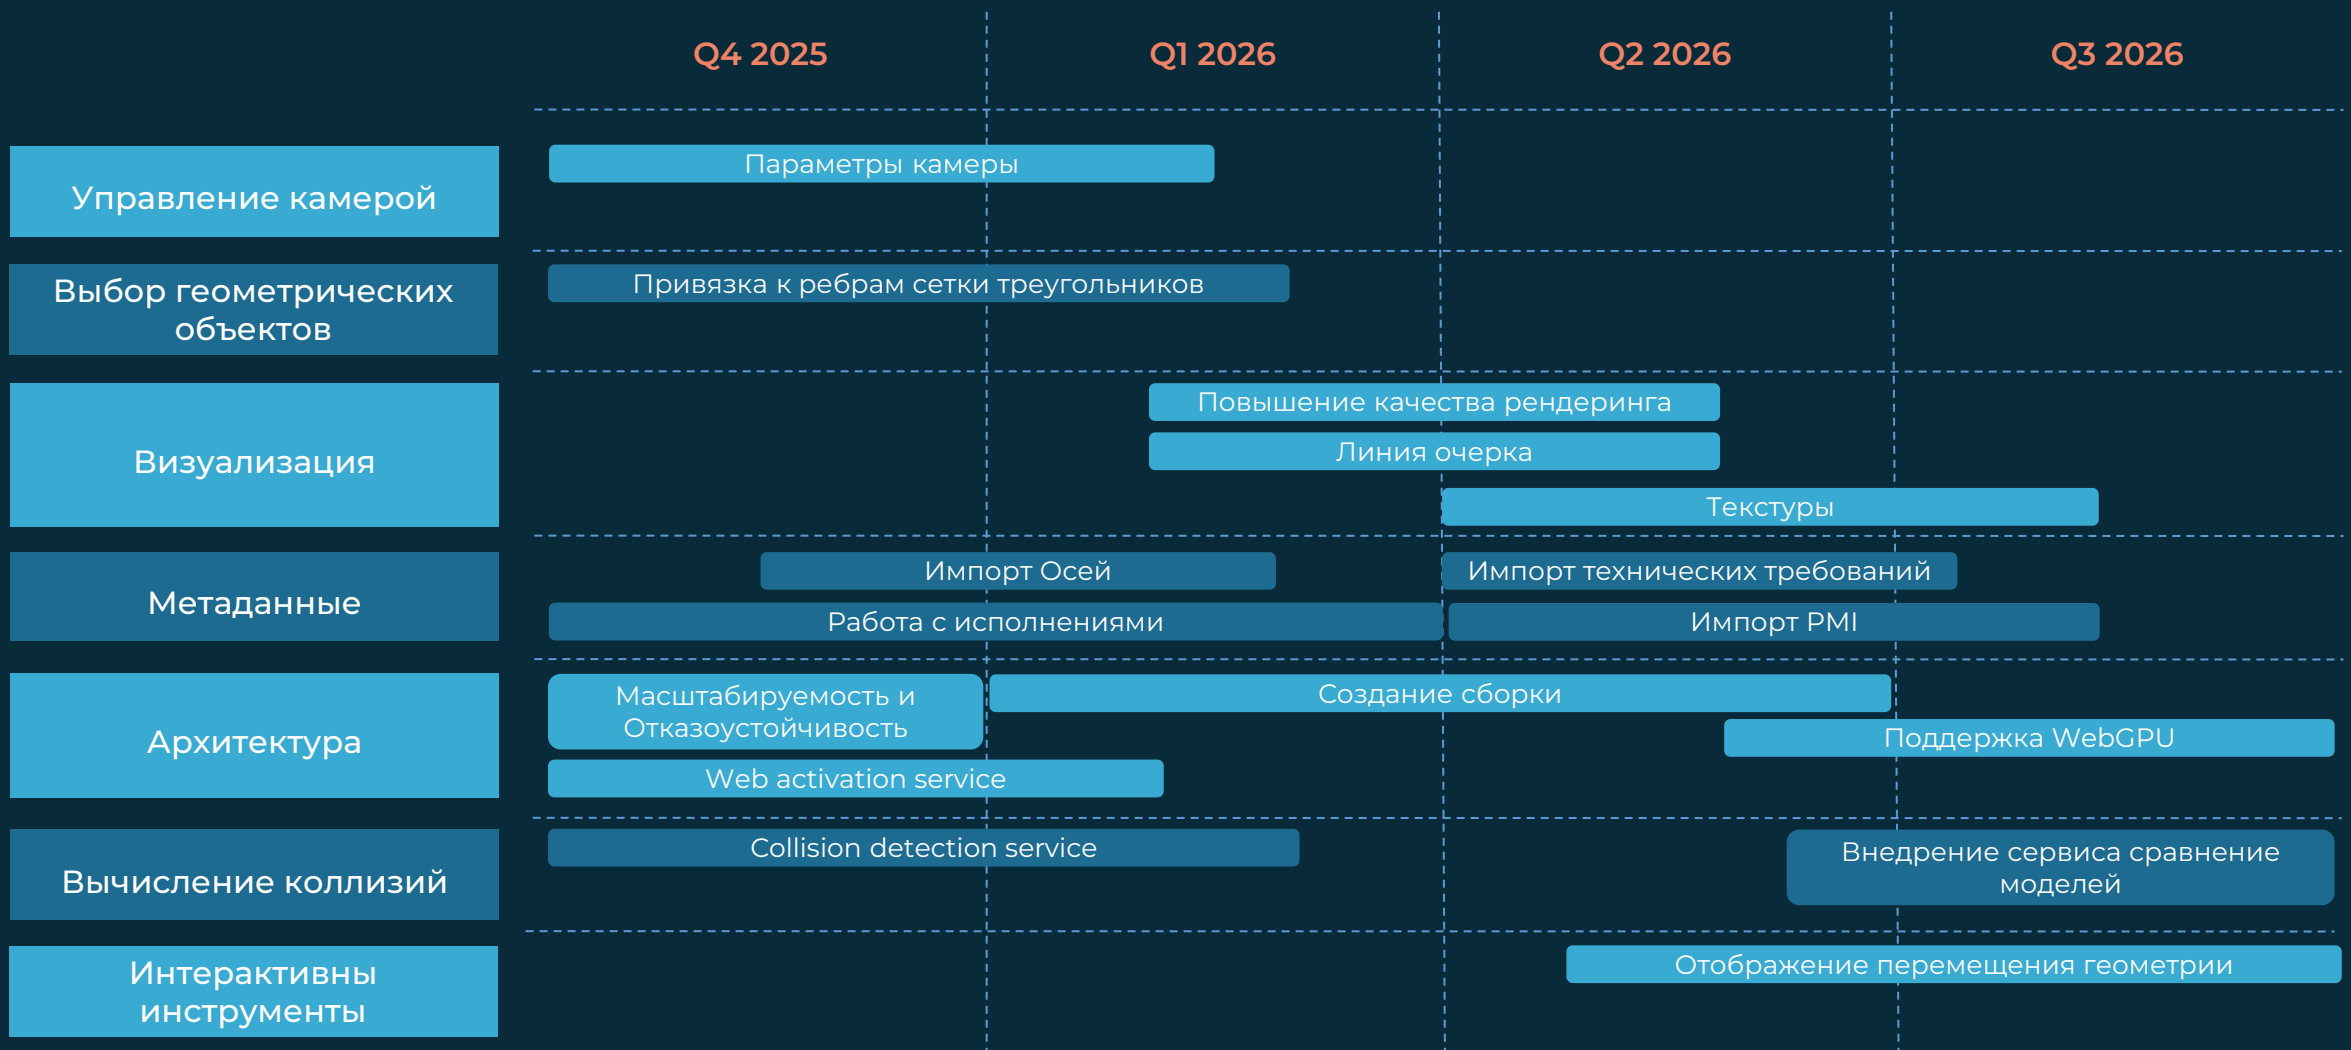 Q4 2025
Q1 2026
Q2 2026
Q3 2026
Управление камерой
Параметры камеры
Выбор геометрических
объектов
Привязка к ребрам сетки треугольников
Визуализация
Повышение качества рендеринга
Линия очерка
Текстуры
Метаданные
Импорт Осей
Импорт технических требований
Работа с исполнениями
Импорт PMI
Архитектура
Масштабируемость и
Отказоустойчивость
Создание сборки
Поддержка WebGPU
Web activation service
Вычисление коллизий
Collision detection service
Внедрение сервиса сравнение
моделей
Интерактивны
инструменты
Отображение перемещения геометрии